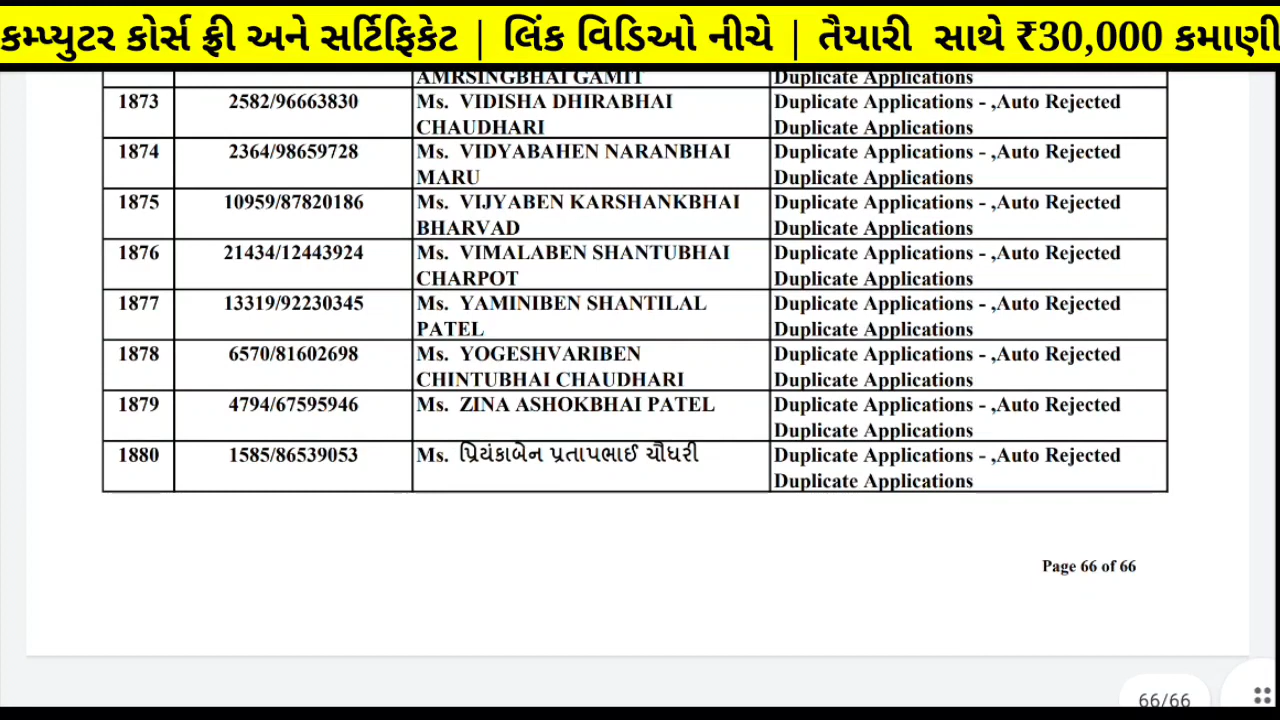 કમ્પ્યુટર કોર્સ ફ્રી અને સર્ટિફિકેટ | લિંક વિડિઓ નીચે | તૈયારી સાથે ₹30,000 કમાણી
AMRSINGBHAI GAMIT Duplicate Applications
1873 2582/96663830 Ms. VIDISHA DHIRABHAI Duplicate Applications - ,Auto Rejected
CHAUDHARI Duplicate Applications
1874 2364/98659728 Ms. VIDYABAHEN NARANBHAI Duplicate Applications - ,Auto Rejected
MARU Duplicate Applications
1875 10959/87820186 Ms. VIJYABEN KARSHANKBHAI Duplicate Applications - ,Auto Rejected
BHARVAD Duplicate Applications
1876 21434/12443924 Ms. VIMALABEN SHANTUBHAI Duplicate Applications - ,Auto Rejected
CHARPOT Duplicate Applications
1877 13319/92230345 Ms. YAMINIBEN SHANTILAL Duplicate Applications - ,Auto Rejected
PATEL Duplicate Applications
1878 6570/81602698 Ms. YOGESHVARIBEN Duplicate Applications - ,Auto Rejected
CHINTUBHAI CHAUDHARI Duplicate Applications
1879 4794/67595946 Ms. ZINA ASHOKBHAI PATEL Duplicate Applications - ,Auto Rejected
Duplicate Applications
1880 1585/86539053 Ms. પ્રિયંકાબેન પ્રતાપભાઈ ચૌધરી Duplicate Applications - ,Auto Rejected
Duplicate Applications
Page 66 of 66
66/66